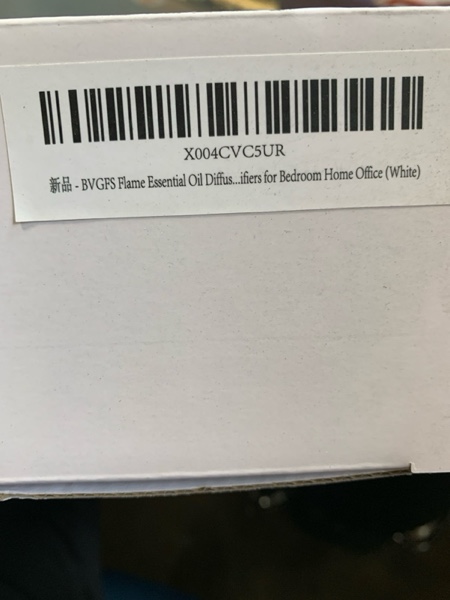 X004CVC5UR
新品 - BVGFS Flame Essential Oil Diffus...ifiers for Bedroom Home Office (White)